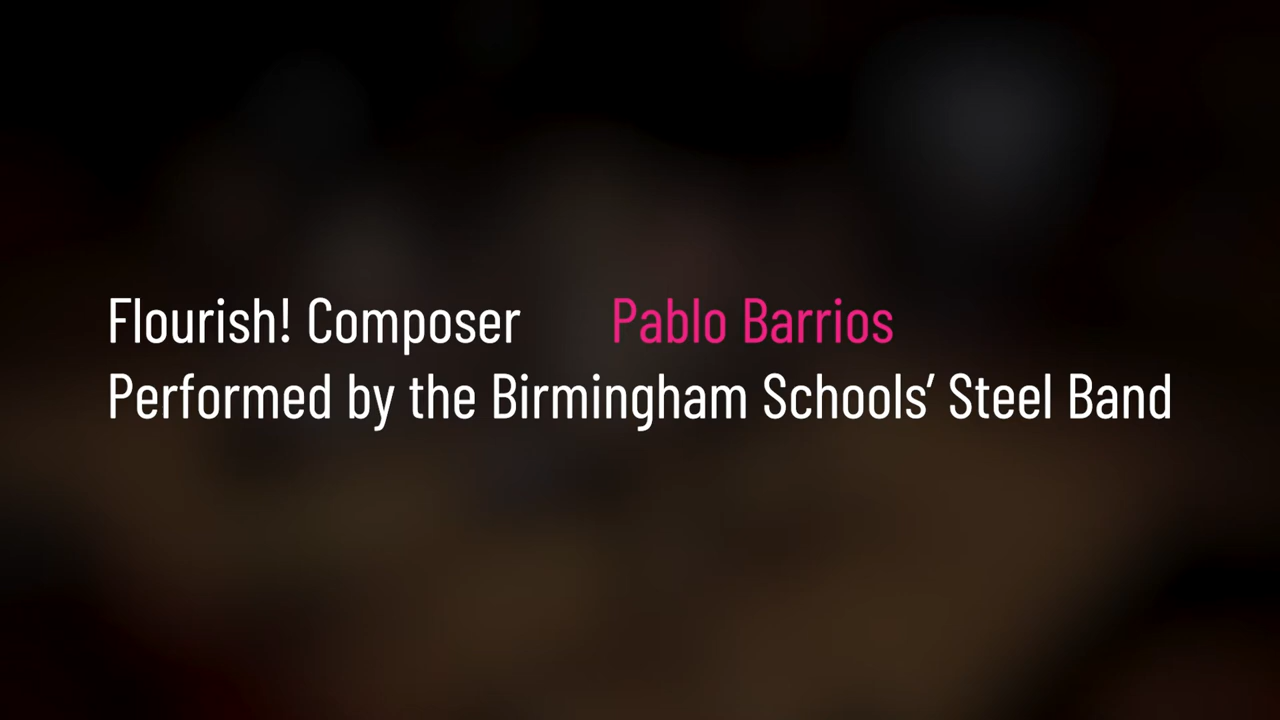 Flourish! Composer Pablo Barrios
Performed by the Birmingham Schools’ Steel Band